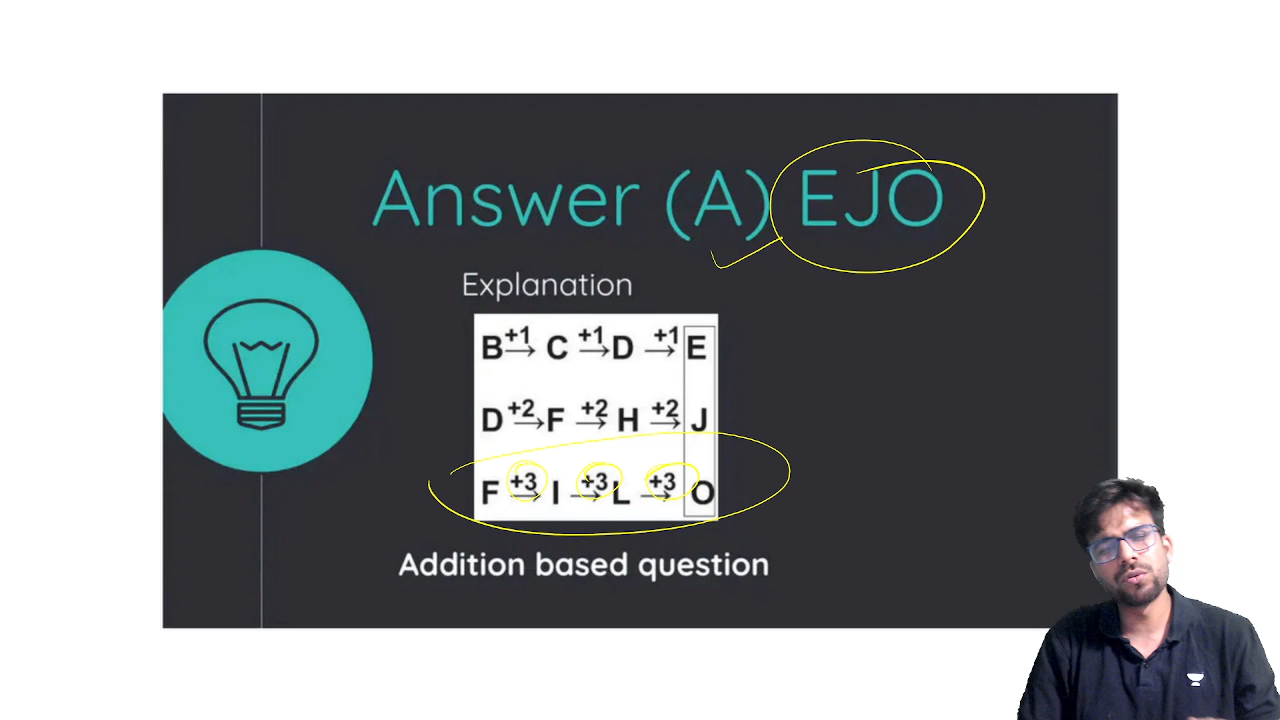 Answer (A) EJO
Explanation
B +1→ C +1→ D +1→ E
D +2→ F +2→ H +2→ J
F +3→ I +3→ L +3→ O
Addition based question